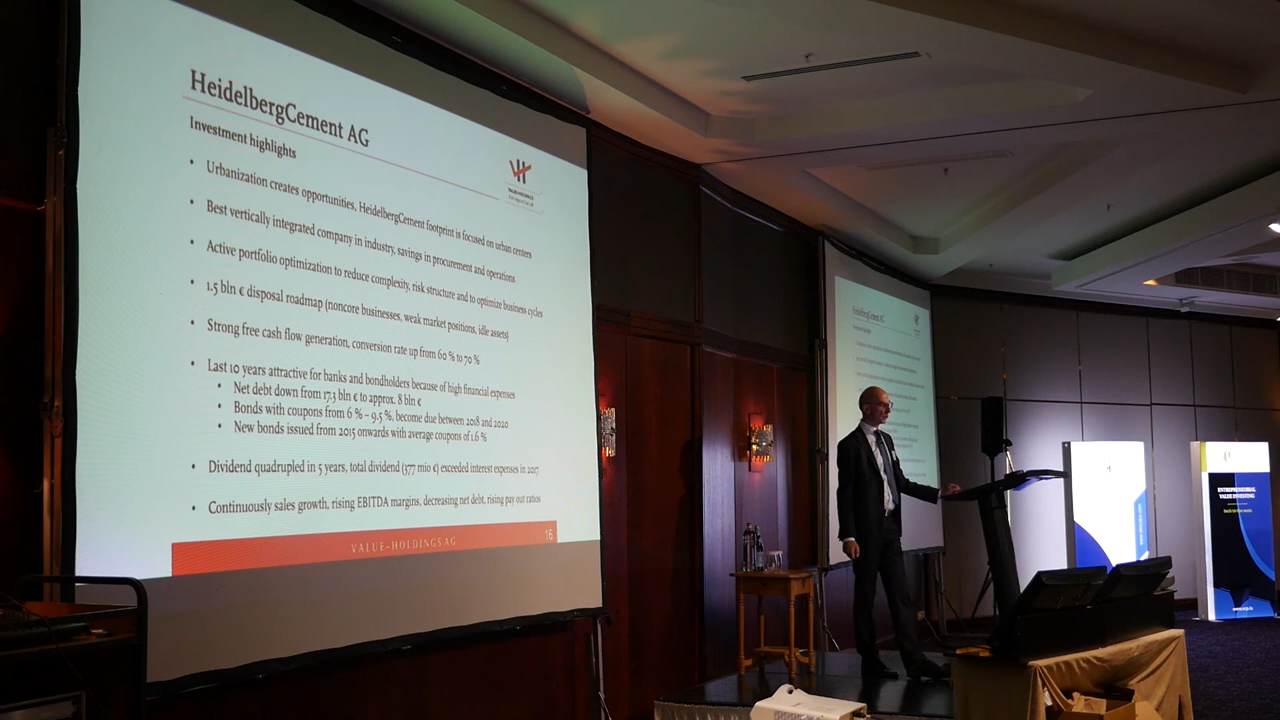 HeidelbergCement AG
Investment highlights
VALUE-HOLDINGS
• Urbanization creates opportunities, HeidelbergCement footprint is focused on urban centers
• Best vertically integrated company in industry, savings in procurement and operations
• Active portfolio optimization to reduce complexity, risk structure and to optimize business cycles
• 1.5 bln € disposal roadmap (noncore businesses, weak market positions, idle assets)
• Strong free cash flow generation, conversion rate up from 60 % to 70 %
• Last 10 years attractive for banks and bondholders because of high financial expenses
• Net debt down from 17.3 bln € to approx. 8 bln €
• Bonds with coupons from 6 % – 9.5 %, become due between 2018 and 2020
• New bonds issued from 2015 onwards with average coupons of 1.6 %
• Dividend quadrupled in 5 years, total dividend (377 mio €) exceeded interest expenses in 2017
• Continuously sales growth, rising EBITDA margins, decreasing net debt, rising pay out ratios
VALUE-HOLDINGS AG
16
HeidelbergCement AG
Investment highlights
ENTREPRENEURIAL
VALUE INVESTING